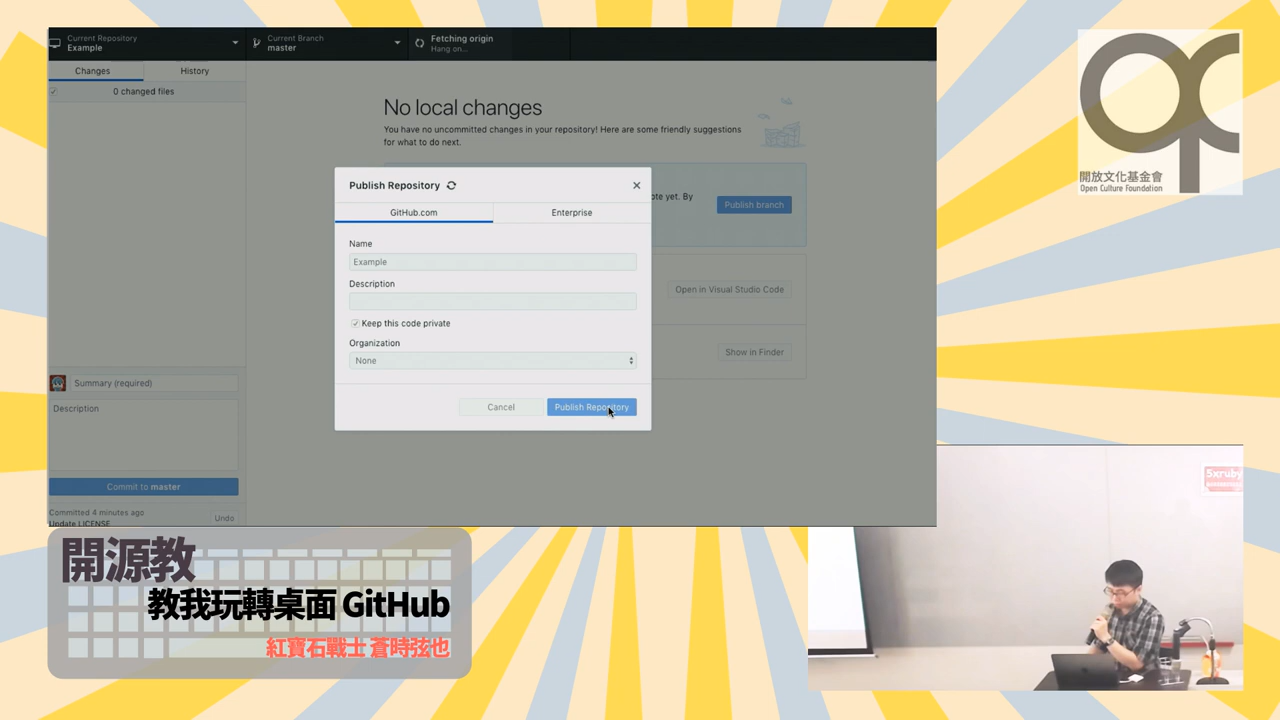 Current Repository
Example
Current Branch
master
Fetching origin
Hang on...
Changes
History
0 changed files
No local changes
You have no uncommitted changes in your repository! Here are some friendly suggestions
for what to do next.
Publish Repository
ote yet. By
Publish branch
GitHub.com
Enterprise
Name
Example
Description
Open in Visual Studio Code
Keep this code private
Organization
None
Show in Finder
Cancel
Publish Repository
Summary (required)
Description
Commit to master
Committed 4 minutes ago
Update LICENSE
Undo
開放文化基金會
Open Culture Foundation
5xruby
開源教
教我玩轉桌面 GitHub
紅寶石戰士 蒼時弦也